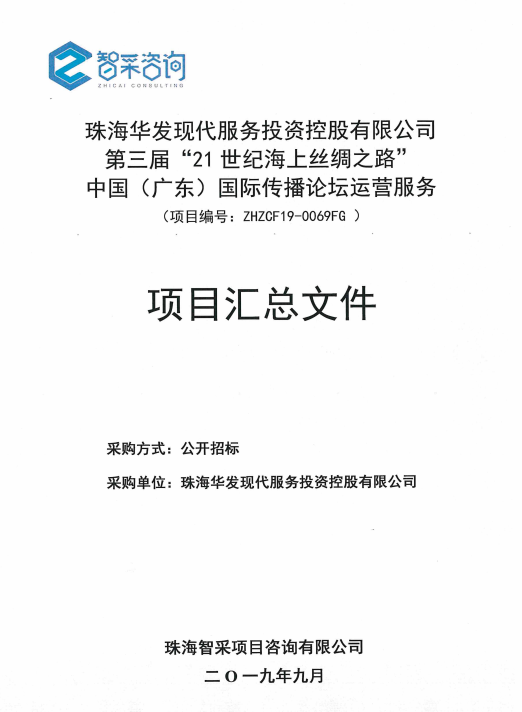 智采咨询
ZHICAI CONSULTING
珠海华发现代服务投资控股有限公司
第三届“21世纪海上丝绸之路”
中国（广东）国际传播论坛运营服务
（项目编号：ZHZCF19-0069FG ）
项目汇总文件
采购方式：公开招标
采购单位：珠海华发现代服务投资控股有限公司
珠海智采项目咨询有限公司
二O一九年九月